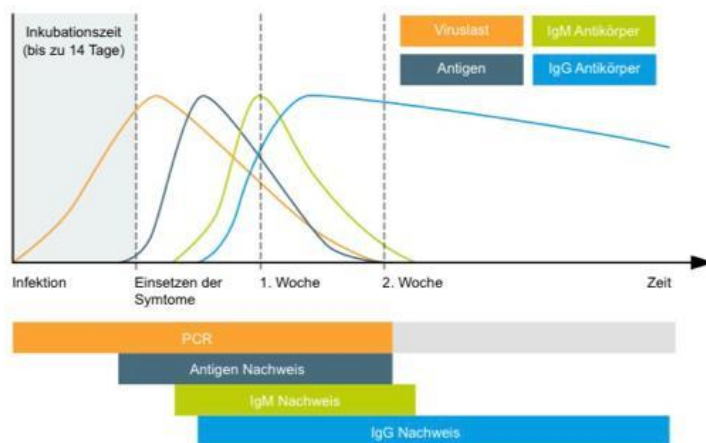 Inkubationszeit
(bis zu 14 Tage)
Viruslast
IgM Antikörper
Antigen
IgG Antikörper
Infektion
Einsetzen der
Symtome
1. Woche
2. Woche
Zeit
PCR
Antigen Nachweis
IgM Nachweis
IgG Nachweis